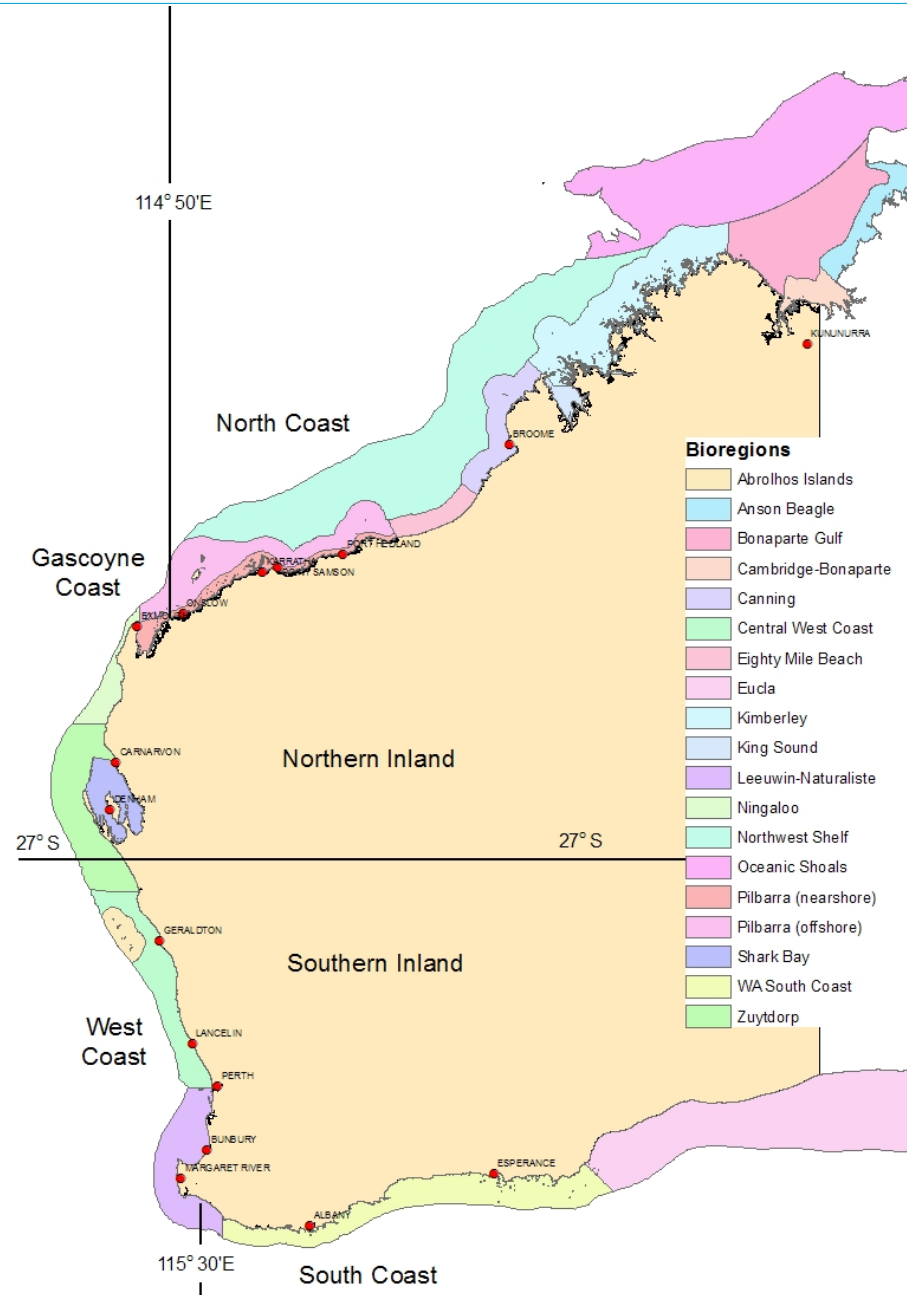 114° 50'E
KUNUNURRA
North Coast
BROOME
Bioregions
Abrolhos Islands
Anson Beagle
Bonaparte Gulf
Cambridge-Bonaparte
Canning
Central West Coast
Eighty Mile Beach
Eucla
Kimberley
King Sound
Leeuwin-Naturaliste
Ningaloo
Northwest Shelf
Oceanic Shoals
Pilbarra (nearshore)
Pilbarra (offshore)
Shark Bay
WA South Coast
Zuytdorp
PORT HEDLAND
KARRATHA
SAMSON
Gascoyne
Coast
ONSLOW
Northern Inland
CARNARVON
DENHAM
27° S
27° S
GERALDTON
Southern Inland
West
Coast
LANCELIN
PERTH
BUNBURY
MARGARET RIVER
ESPERANCE
ALBANY
115° 30'E
South Coast